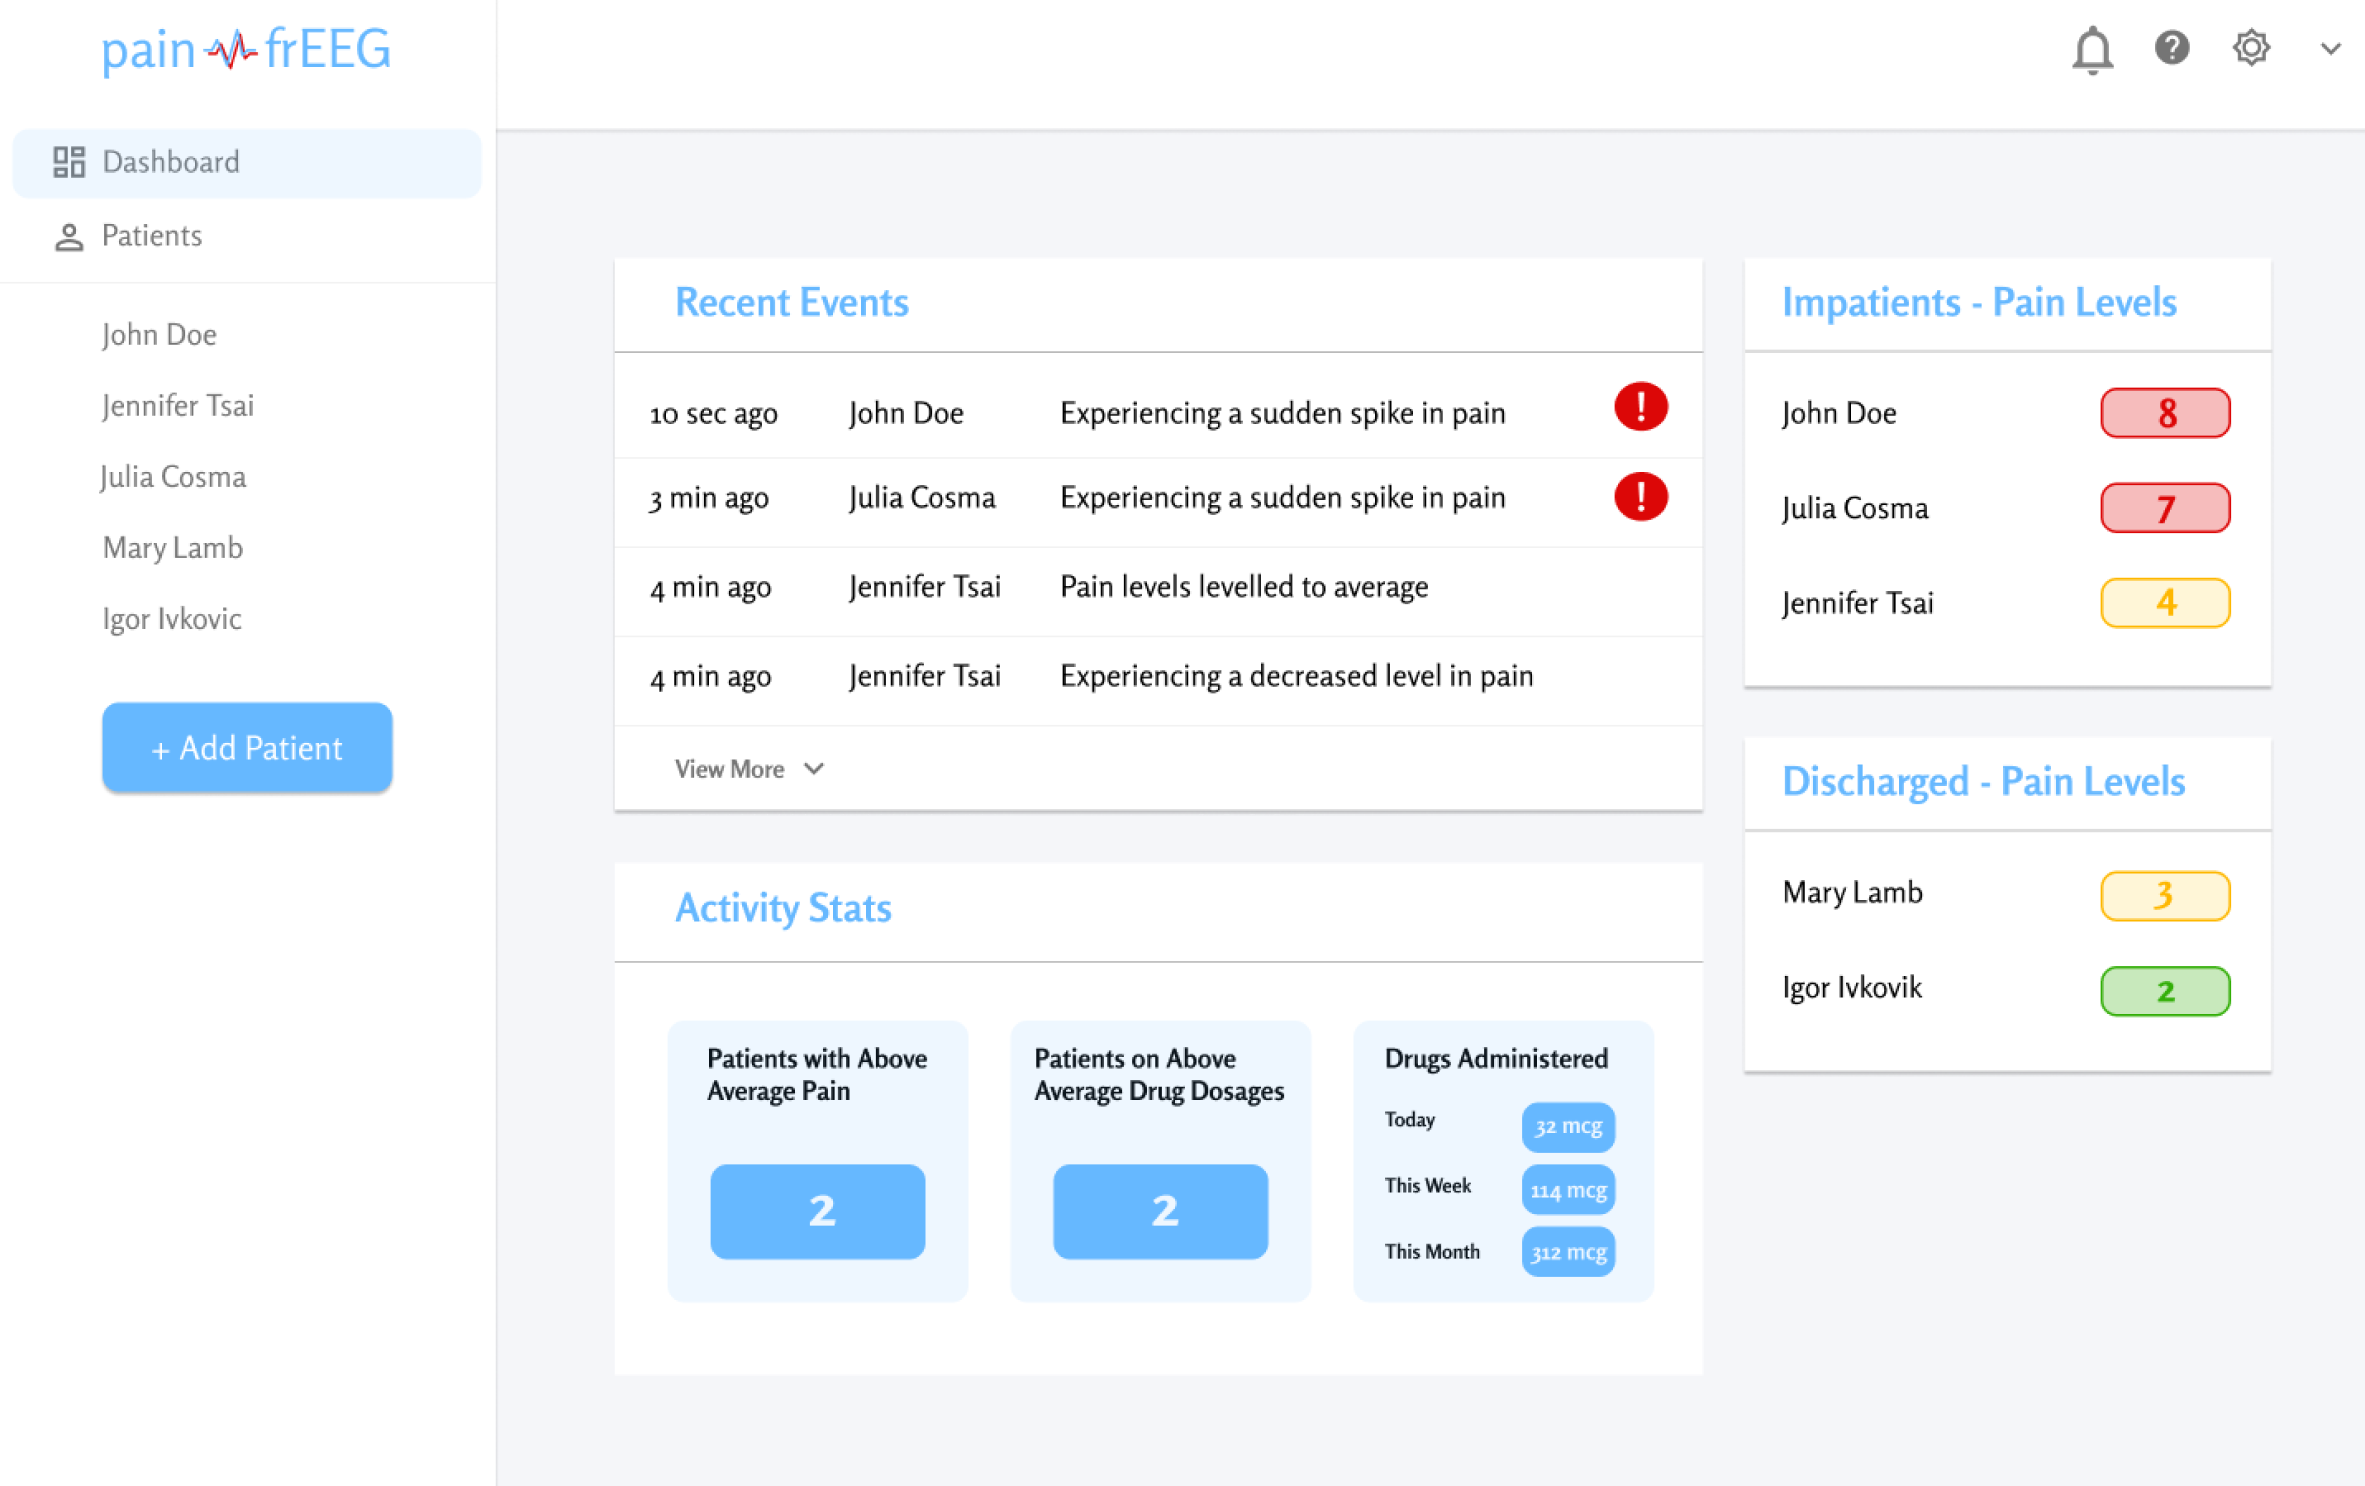 pain frEEG
Dashboard
Patients
John Doe
Jennifer Tsai
Julia Cosma
Mary Lamb
Igor Ivkovic
+ Add Patient
Recent Events
10 sec ago John Doe Experiencing a sudden spike in pain !
3 min ago Julia Cosma Experiencing a sudden spike in pain !
4 min ago Jennifer Tsai Pain levels levelled to average
4 min ago Jennifer Tsai Experiencing a decreased level in pain
View More
Activity Stats
Patients with Above
Average Pain
2
Patients on Above
Average Drug Dosages
2
Drugs Administered
Today 32 mcg
This Week 114 mcg
This Month 312 mcg
Impatients - Pain Levels
John Doe 8
Julia Cosma 7
Jennifer Tsai 4
Discharged - Pain Levels
Mary Lamb 3
Igor Ivkovik 2